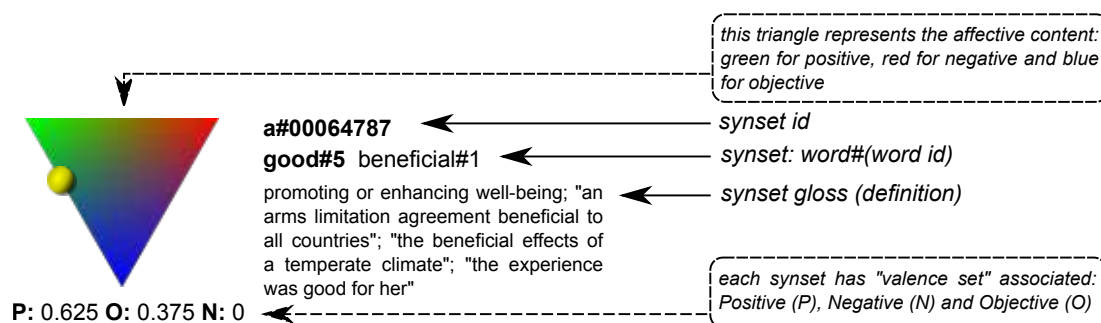 this triangle represents the affective content:
green for positive, red for negative and blue
for objective
a#00064787
synset id
good#5 beneficial#1
synset: word#(word id)
promoting or enhancing well-being; "an
arms limitation agreement beneficial to
all countries"; "the beneficial effects of
a temperate climate"; "the experience
was good for her"
synset gloss (definition)
each synset has "valence set" associated:
Positive (P), Negative (N) and Objective (O)
P: 0.625 O: 0.375 N: 0